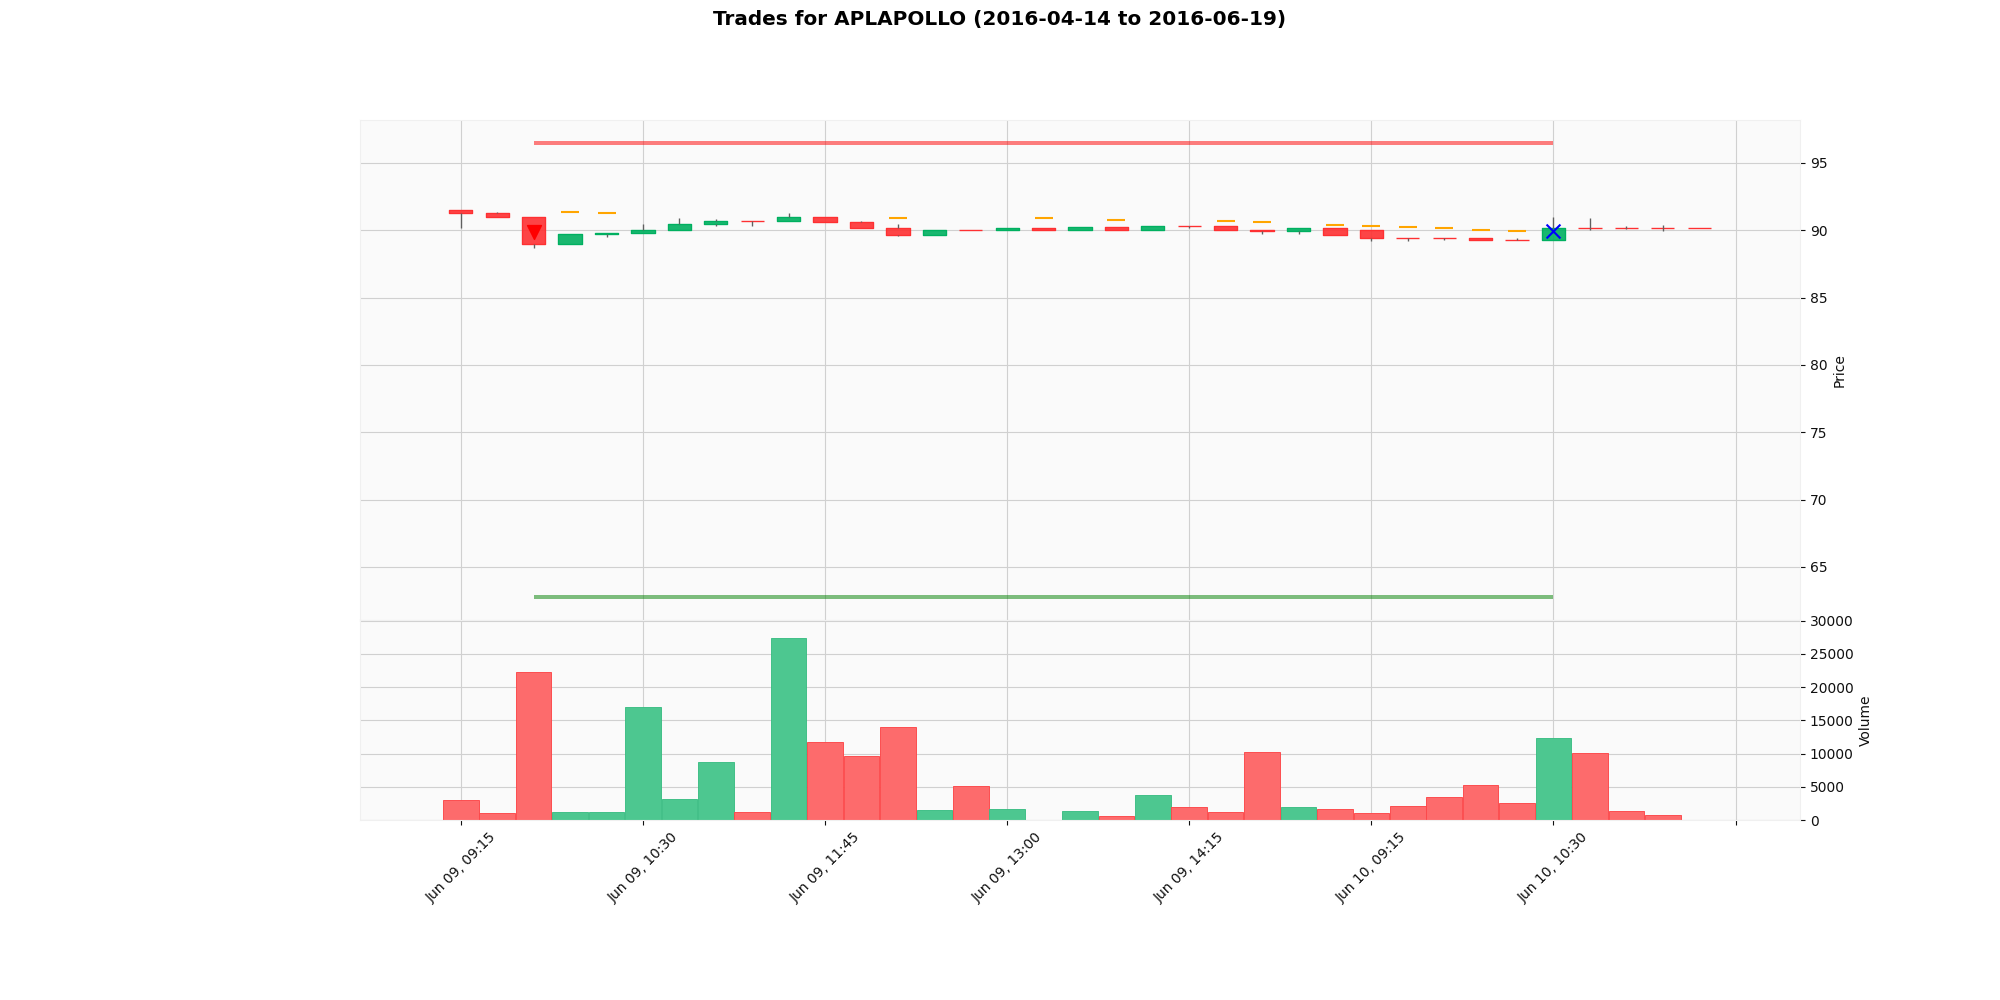 Trades for APLAPOLLO (2016-04-14 to 2016-06-19)
95
90
85
80
75
70
65
Price
30000
25000
20000
15000
10000
5000
0
Volume
Jun 09, 09:15
Jun 09, 10:30
Jun 09, 11:45
Jun 09, 13:00
Jun 09, 14:15
Jun 10, 09:15
Jun 10, 10:30